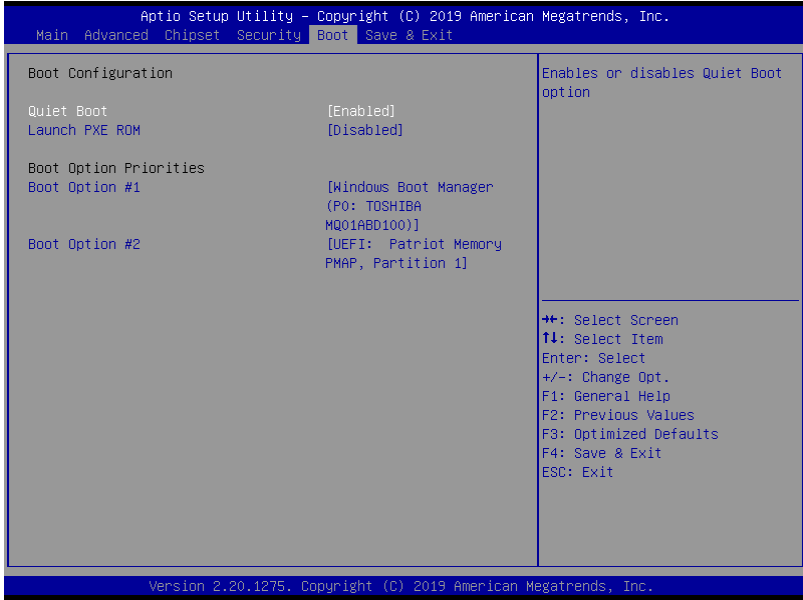 Aptio Setup Utility – Copyright (C) 2019 American Megatrends, Inc.
Main Advanced Chipset Security Boot Save & Exit
Boot Configuration
Quiet Boot [Enabled]
Launch PXE ROM [Disabled]
Boot Option Priorities
Boot Option #1 [Windows Boot Manager
(P0: TOSHIBA
MQ01ABD100)]
Boot Option #2 [UEFI: Patriot Memory
PMAP, Partition 1]
Enables or disables Quiet Boot
option
→←: Select Screen
↑↓: Select Item
Enter: Select
+/-: Change Opt.
F1: General Help
F2: Previous Values
F3: Optimized Defaults
F4: Save & Exit
ESC: Exit
Version 2.20.1275. Copyright (C) 2019 American Megatrends, Inc.